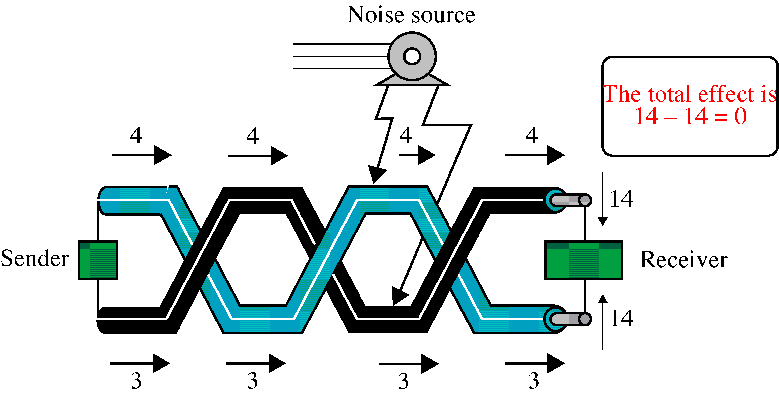 Noise source
The total effect is
14 – 14 = 0
4 4 4 4
14
Sender
Receiver
14
3 3 3 3